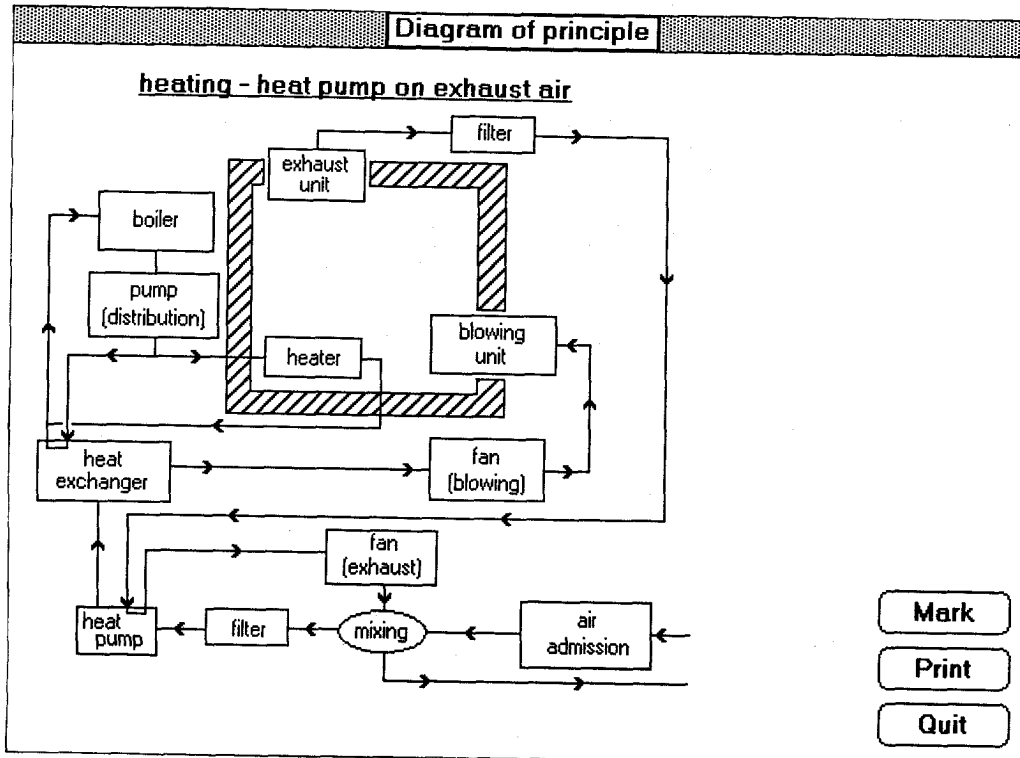 Diagram of principle
heating - heat pump on exhaust air
filter
exhaust
unit
boiler
pump
(distribution)
blowing
unit
heater
heat
exchanger
fan
(blowing)
fan
(exhaust)
heat
pump
filter
mixing
air
admission
Mark
Print
Quit